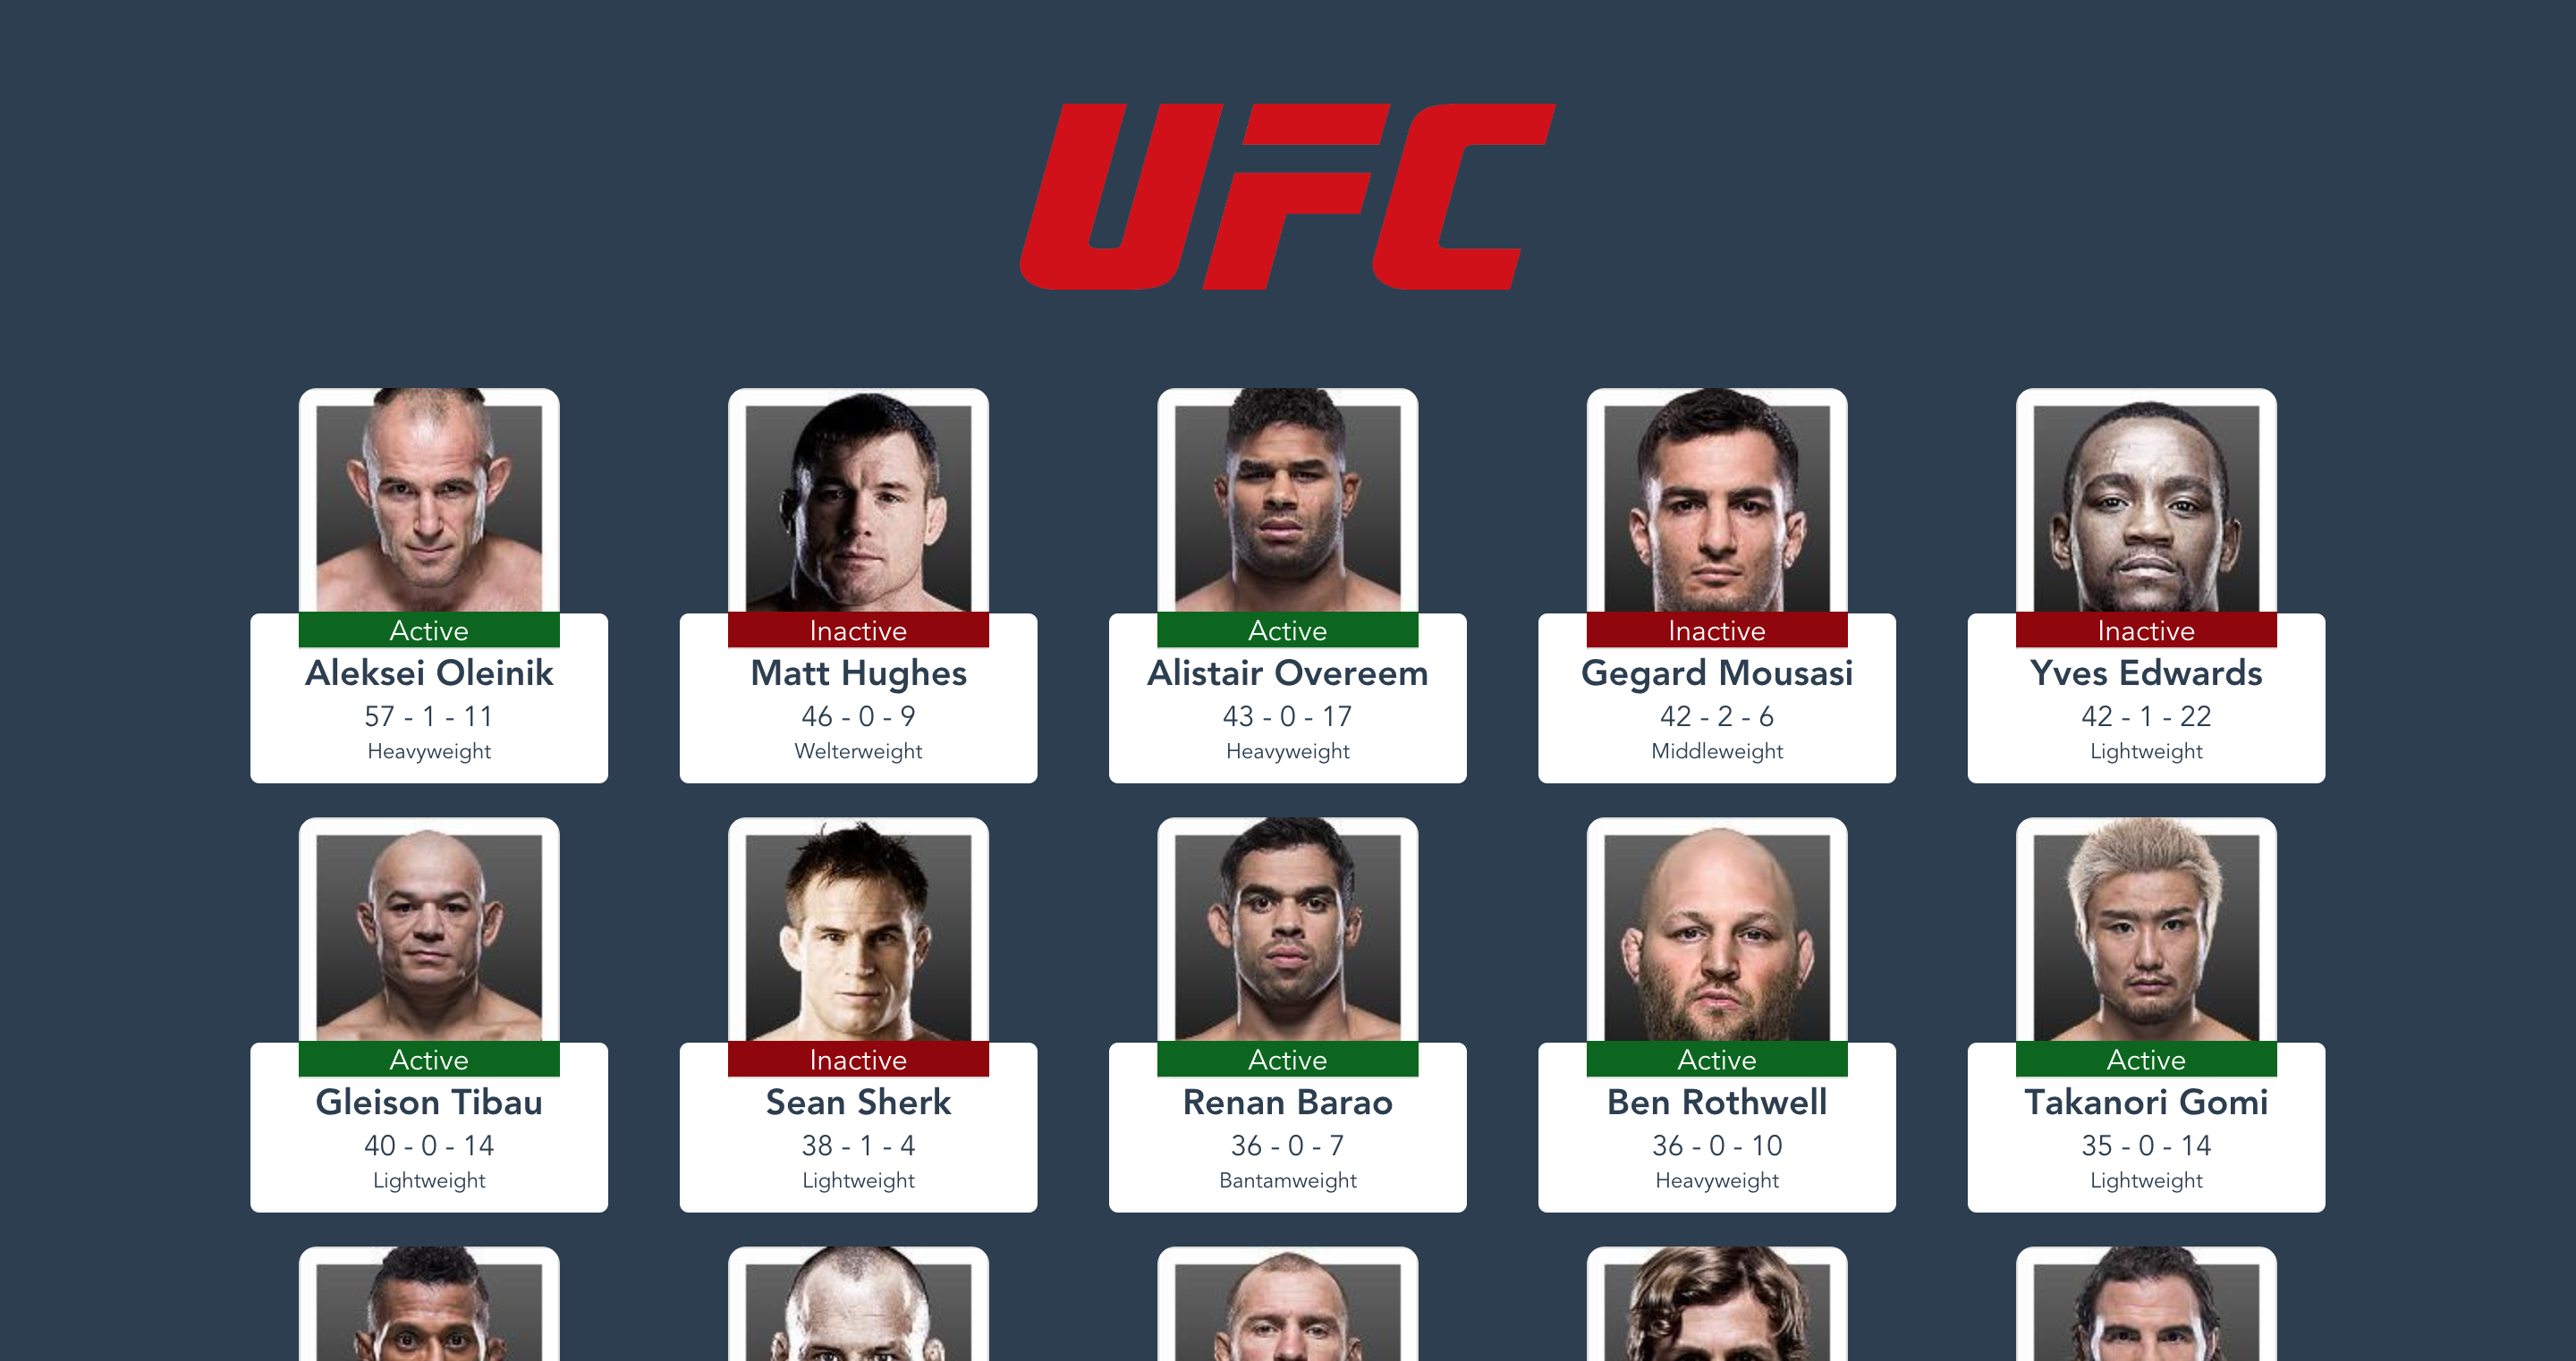 UFC
Active
Aleksei Oleinik
57 - 1 - 11
Heavyweight
Inactive
Matt Hughes
46 - 0 - 9
Welterweight
Active
Alistair Overeem
43 - 0 - 17
Heavyweight
Inactive
Gegard Mousasi
42 - 2 - 6
Middleweight
Inactive
Yves Edwards
42 - 1 - 22
Lightweight
Active
Gleison Tibau
40 - 0 - 14
Lightweight
Inactive
Sean Sherk
38 - 1 - 4
Lightweight
Active
Renan Barao
36 - 0 - 7
Bantamweight
Active
Ben Rothwell
36 - 0 - 10
Heavyweight
Active
Takanori Gomi
35 - 0 - 14
Lightweight